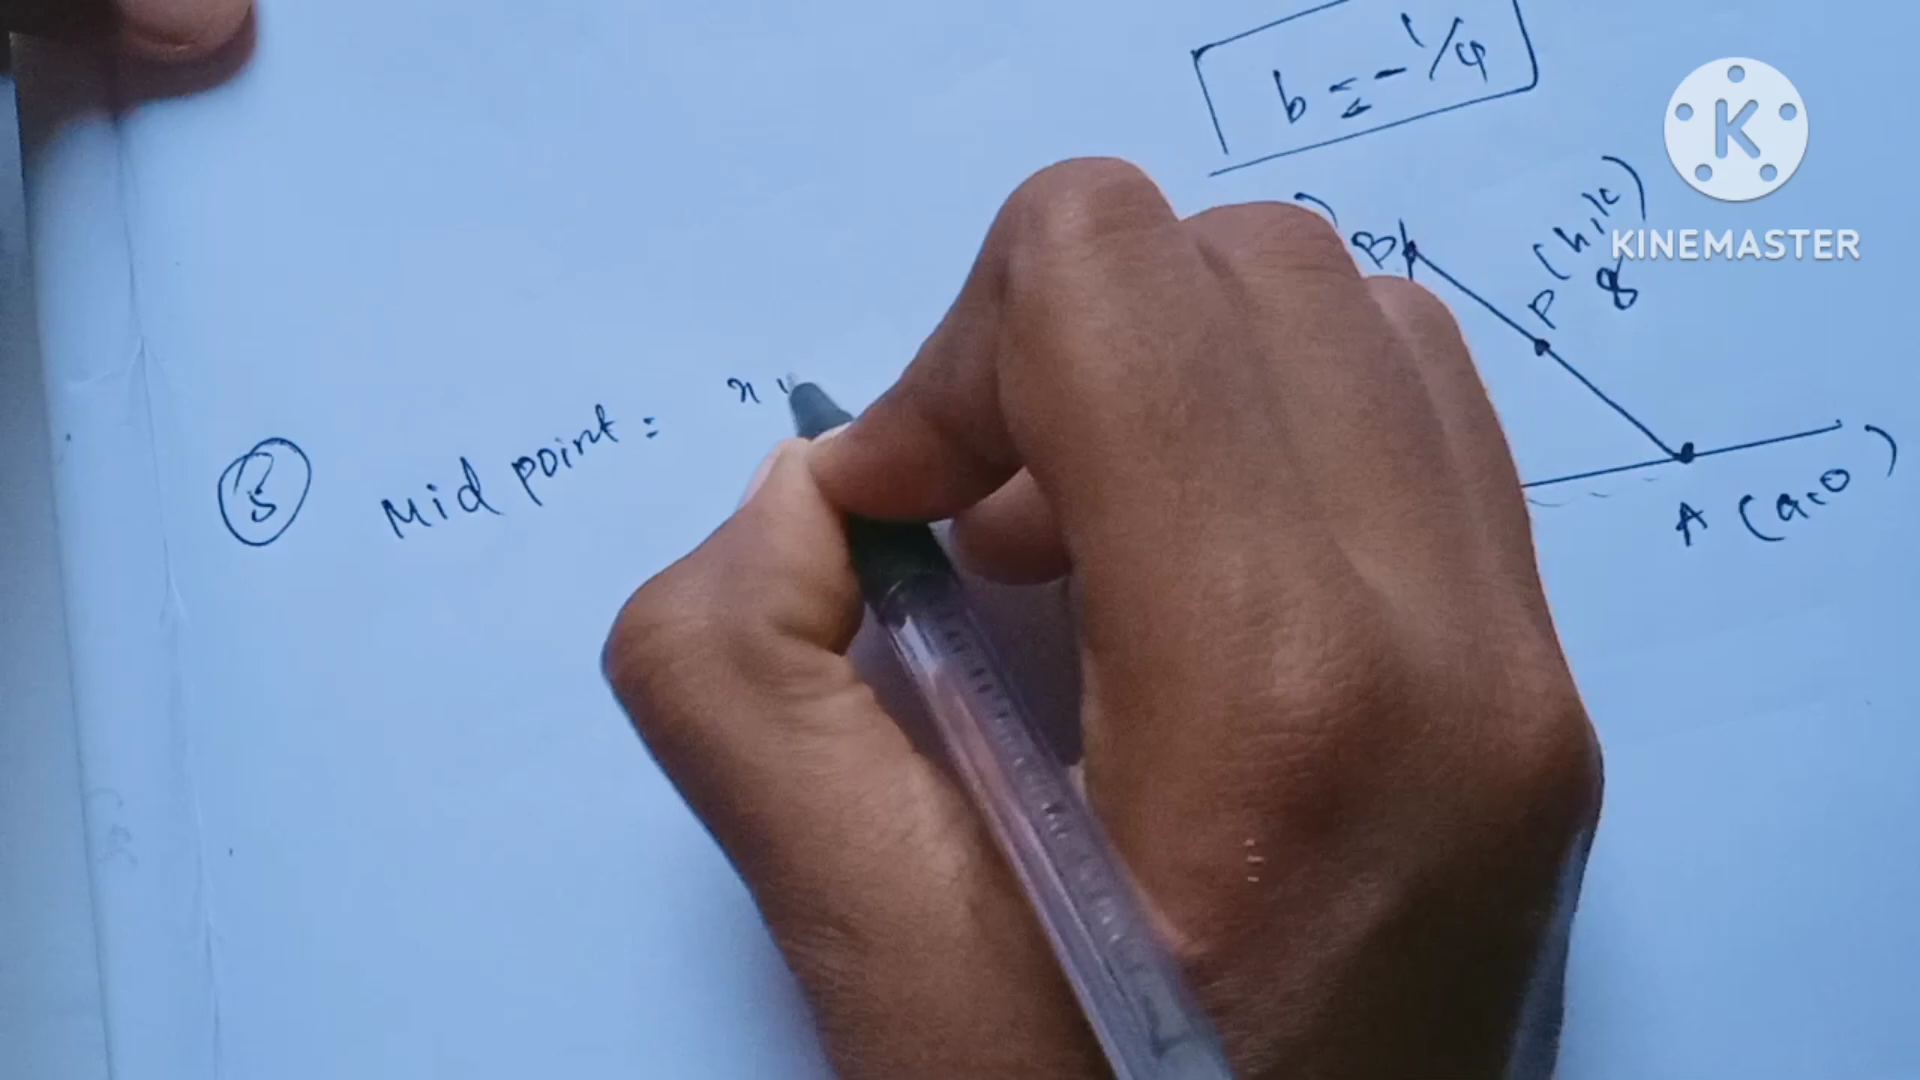 b = -1/4
K
KINEMASTER
P (h,k)
8
B
)
⑤ Mid point = x
A (a,0)